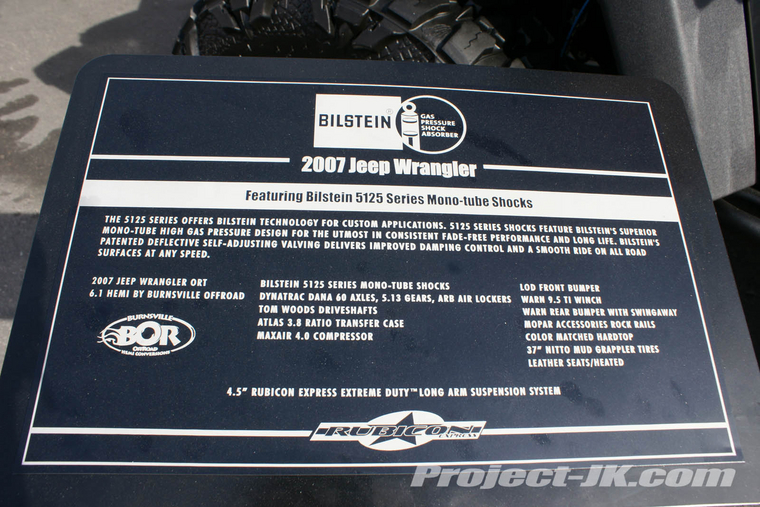 BILSTEIN®
GAS
PRESSURE
SHOCK
ABSORBER
2007 Jeep Wrangler
Featuring Bilstein 5125 Series Mono-tube Shocks
THE 5125 SERIES OFFERS BILSTEIN TECHNOLOGY FOR CUSTOM APPLICATIONS. 5125 SERIES SHOCKS FEATURE BILSTEIN'S SUPERIOR
MONO-TUBE HIGH GAS PRESSURE DESIGN FOR THE UTMOST IN CONSISTENT FADE-FREE PERFORMANCE AND LONG LIFE. BILSTEIN'S
PATENTED DEFLECTIVE SELF-ADJUSTING VALVING DELIVERS IMPROVED DAMPING CONTROL AND A SMOOTH RIDE ON ALL ROAD
SURFACES AT ANY SPEED.
2007 JEEP WRANGLER ORT
6.1 HEMI BY BURNSVILLE OFFROAD
BURNSVILLE
BOR
OFFROAD
HEMI CONVERSIONS
BILSTEIN 5125 SERIES MONO-TUBE SHOCKS
DYNATRAC DANA 60 AXLES, 5.13 GEARS, ARB AIR LOCKERS
TOM WOODS DRIVESHAFTS
ATLAS 3.8 RATIO TRANSFER CASE
MAXAIR 4.0 COMPRESSOR
LOD FRONT BUMPER
WARN 9.5 TI WINCH
WARN REAR BUMPER WITH SWINGAWAY
MOPAR ACCESSORIES ROCK RAILS
COLOR MATCHED HARDTOP
37" NITTO MUD GRAPPLER TIRES
LEATHER SEATS/HEATED
4.5" RUBICON EXPRESS EXTREME DUTY™ LONG ARM SUSPENSION SYSTEM
RUBICON
EXPRESS
Project-JK.com